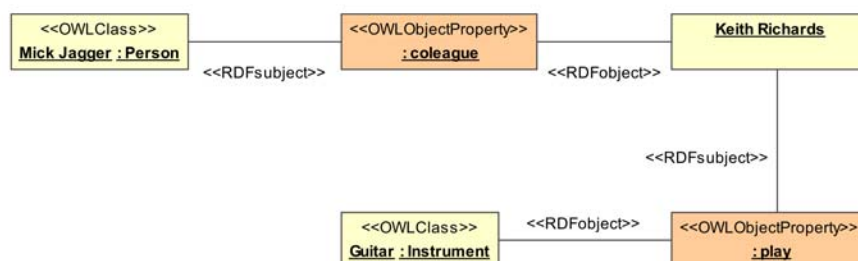 <<OWLClass>>
Mick Jagger : Person
<<RDFsubject>>
<<OWLObjectProperty>>
: coleague
<<RDFobject>>
Keith Richards
<<RDFsubject>>
<<OWLClass>>
Guitar : Instrument
<<RDFobject>>
<<OWLObjectProperty>>
: play